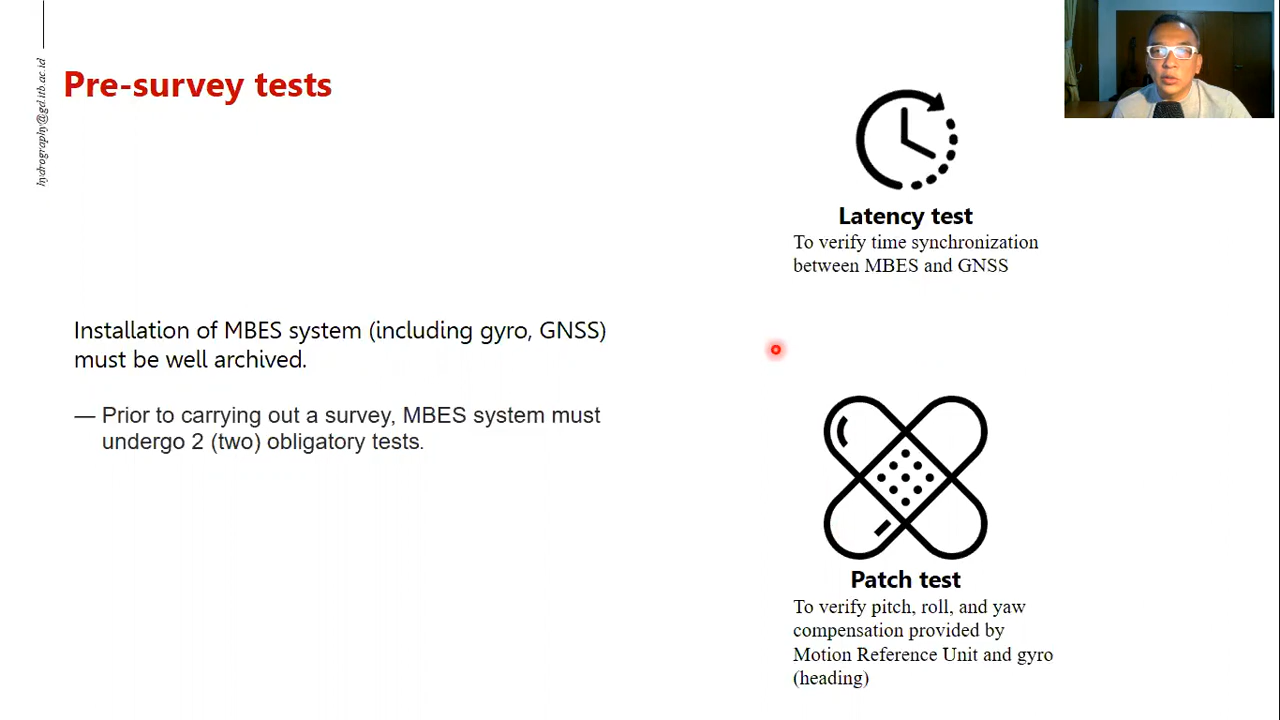 hydrography@gd.itb.ac.id
Pre-survey tests
Installation of MBES system (including gyro, GNSS)
must be well archived.
— Prior to carrying out a survey, MBES system must
undergo 2 (two) obligatory tests.
Latency test
To verify time synchronization
between MBES and GNSS
Patch test
To verify pitch, roll, and yaw
compensation provided by
Motion Reference Unit and gyro
(heading)